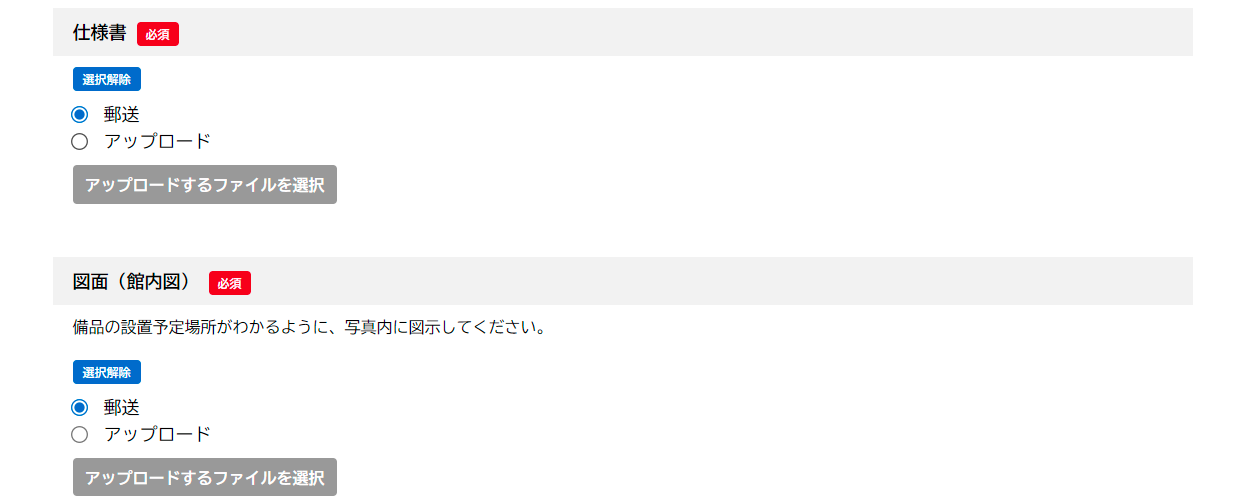 仕様書 必須
選択解除
郵送
アップロード
アップロードするファイルを選択
図面（館内図） 必須
備品の設置予定場所がわかるように、写真内に図示してください。
選択解除
郵送
アップロード
アップロードするファイルを選択